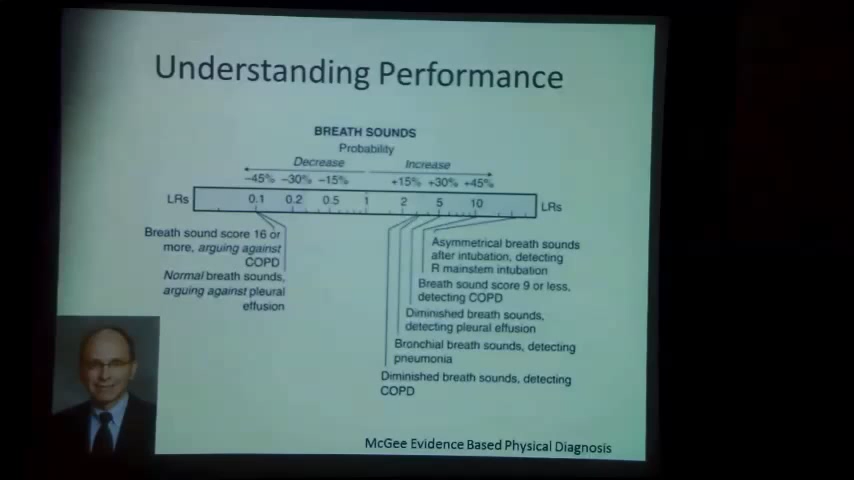 Understanding Performance
BREATH SOUNDS
Probability
Decrease Increase
-45% -30% -15% +15% +30% +45%
LRs 0.1 0.2 0.5 1 2 5 10 LRs
Breath sound score 16 or
more, arguing against
COPD
Normal breath sounds,
arguing against pleural
effusion
Asymmetrical breath sounds
after intubation, detecting
R mainstem intubation
Breath sound score 9 or less,
detecting COPD
Diminished breath sounds,
detecting pleural effusion
Bronchial breath sounds, detecting
pneumonia
Diminished breath sounds, detecting
COPD
McGee Evidence Based Physical Diagnosis